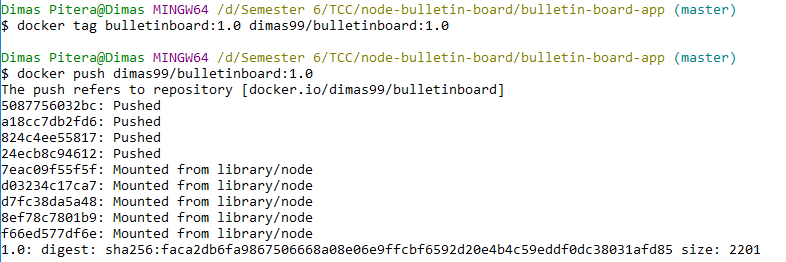 Dimas Pitera@Dimas MINGW64 /d/Semester 6/TCC/node-bulletin-board/bulletin-board-app (master)
$ docker tag bulletinboard:1.0 dimas99/bulletinboard:1.0
Dimas Pitera@Dimas MINGW64 /d/Semester 6/TCC/node-bulletin-board/bulletin-board-app (master)
$ docker push dimas99/bulletinboard:1.0
The push refers to repository [docker.io/dimas99/bulletinboard]
5087756032bc: Pushed
a18cc7db2fd6: Pushed
824c4ee55817: Pushed
24ecb8c94612: Pushed
7eac09f55f5f: Mounted from library/node
d03234c17ca7: Mounted from library/node
d7fc38da5a48: Mounted from library/node
8ef78c7801b9: Mounted from library/node
f66ed577df6e: Mounted from library/node
1.0: digest: sha256:faca2db6fa9867506668a08e06e9ffcbf6592d20e4b4c59eddf0dc38031afd85 size: 2201